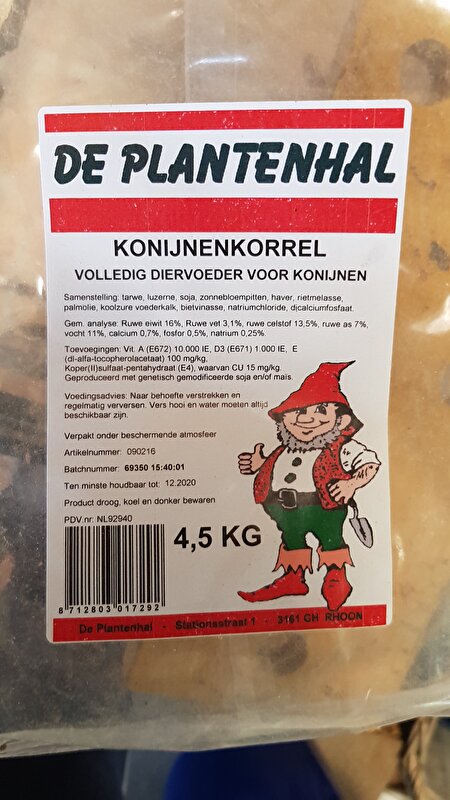 DE PLANTENHAL
KONIJNENKORREL
VOLLEDIG DIERVOEDER VOOR KONIJNEN
Samenstelling: tarwe, luzerne, soja, zonnebloempitten, haver, rietmelasse,
palmolie, koolzure voederkalk, bietvinasse, natriumchloride, dicalciumfosfaat.
Gem. analyse: Ruwe eiwit 16%, Ruwe vet 3,1%, ruwe celstof 13,5%, ruwe as 7%,
vocht 11%, calcium 0,7%, fosfor 0.5%, natrium 0,25%.
Toevoegingen: Vit. A (E672) 10.000 IE, D3 (E671) 1.000 IE, E
(dl-alfa-tocopherolacetaat) 100 mg/kg,
Koper(II)sulfaat-pentahydraat (E4), waarvan CU 15 mg/kg.
Geproduceerd met genetisch gemodificeerde soja en/of mais.
Voedingsadvies: Naar behoefte verstrekken en
regelmatig verversen. Vers hooi en water moeten altijd
beschikbaar zijn.
Verpakt onder beschermende atmosfeer
Artikelnummer: 090216
Batchnummer: 69350 15:40:01
Ten minste houdbaar tot: 12.2020
Product droog, koel en donker bewaren
PDV.nr: NL92940
4,5 KG
8 712803 017292
De Plantenhal - Stationsstraat 1 - 3161 GH RHOON